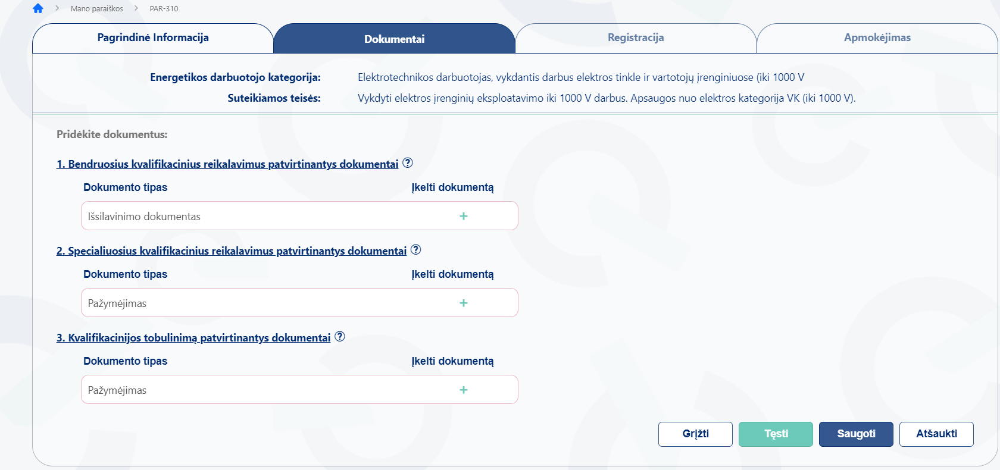 Mano paraiškos > PAR-310
Pagrindinė Informacija
Dokumentai
Registracija
Apmokėjimas
Energetikos darbuotojo kategorija: Elektrotechnikos darbuotojas, vykdantis darbus elektros tinkle ir vartotojų įrenginiuose (iki 1000 V
Suteikiamos teisės: Vykdyti elektros įrenginių eksploatavimo iki 1000 V darbus. Apsaugos nuo elektros kategorija VK (iki 1000 V).
Pridėkite dokumentus:
1. Bendruosius kvalifikacinius reikalavimus patvirtinantys dokumentai ?
Dokumento tipas Įkelti dokumentą
Išsilavinimo dokumentas +
2. Specialiuosius kvalifikacinius reikalavimus patvirtinantys dokumentai ?
Dokumento tipas Įkelti dokumentą
Pažymėjimas +
3. Kvalifikacinijos tobulinimą patvirtinantys dokumentai ?
Dokumento tipas Įkelti dokumentą
Pažymėjimas +
Grįžti Tęsti Saugoti Atšaukti